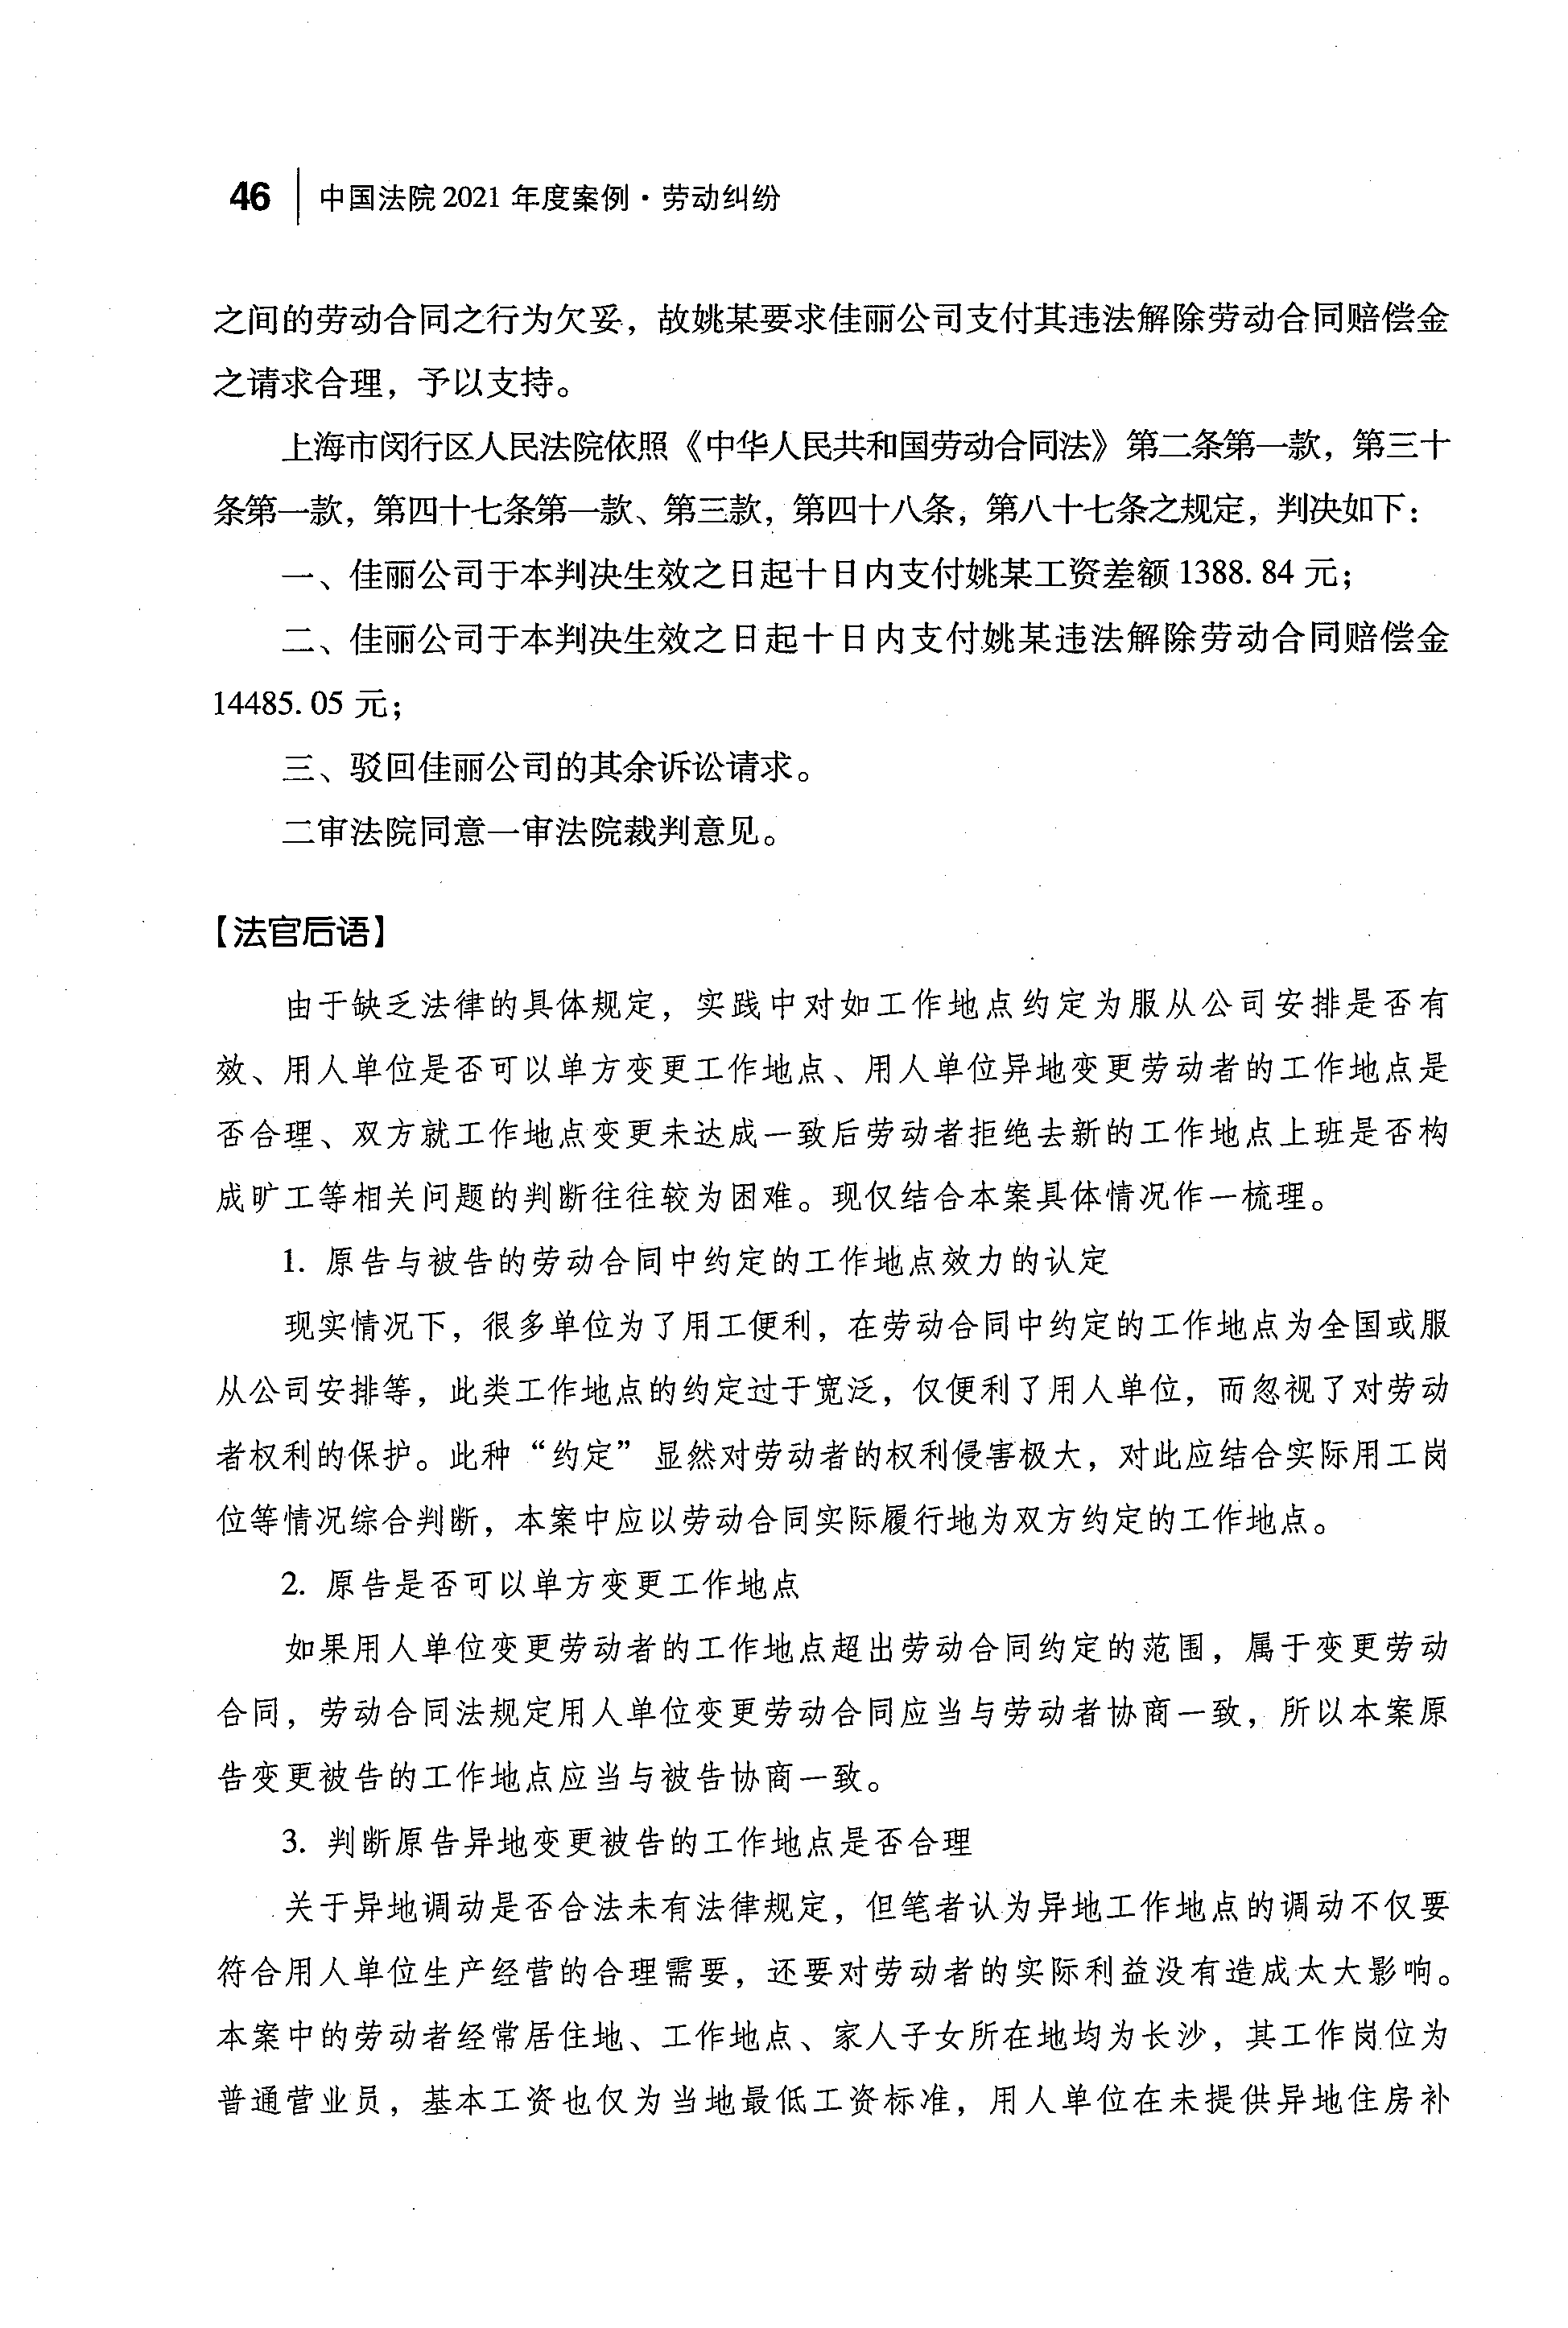 46 中国法院 2021 年度案例·劳动纠纷
之间的劳动合同之行为欠妥，故姚某要求佳丽公司支付其违法解除劳动合同赔偿金
之请求合理，予以支持。
上海市闵行区人民法院依照《中华人民共和国劳动合同法》第二条第一款，第三十
条第一款，第四十七条第一款、第三款，第四十八条，第八十七条之规定，判决如下：
一、佳丽公司于本判决生效之日起十日内支付姚某工资差额 1388.84 元；
二、佳丽公司于本判决生效之日起十日内支付姚某违法解除劳动合同赔偿金
14485.05 元；
三、驳回佳丽公司的其余诉讼请求。
二审法院同意一审法院裁判意见。
【法官后语】
由于缺乏法律的具体规定，实践中对如工作地点约定为服从公司安排是否有
效、用人单位是否可以单方变更工作地点、用人单位异地变更劳动者的工作地点是
否合理、双方就工作地点变更未达成一致后劳动者拒绝去新的工作地点上班是否构
成旷工等相关问题的判断往往较为困难。现仅结合本案具体情况作一梳理。
1. 原告与被告的劳动合同中约定的工作地点效力的认定
现实情况下，很多单位为了用工便利，在劳动合同中约定的工作地点为全国或服
从公司安排等，此类工作地点的约定过于宽泛，仅便利了用人单位，而忽视了对劳动
者权利的保护。此种“约定”显然对劳动者的权利侵害极大，对此应结合实际用工岗
位等情况综合判断，本案中应以劳动合同实际履行地为双方约定的工作地点。
2. 原告是否可以单方变更工作地点
如果用人单位变更劳动者的工作地点超出劳动合同约定的范围，属于变更劳动
合同，劳动合同法规定用人单位变更劳动合同应当与劳动者协商一致，所以本案原
告变更被告的工作地点应当与被告协商一致。
3. 判断原告异地变更被告的工作地点是否合理
关于异地调动是否合法未有法律规定，但笔者认为异地工作地点的调动不仅要
符合用人单位生产经营的合理需要，还要对劳动者的实际利益没有造成太大影响。
本案中的劳动者经常居住地、工作地点、家人子女所在地均为长沙，其工作岗位为
普通营业员，基本工资也仅为当地最低工资标准，用人单位在未提供异地住房补